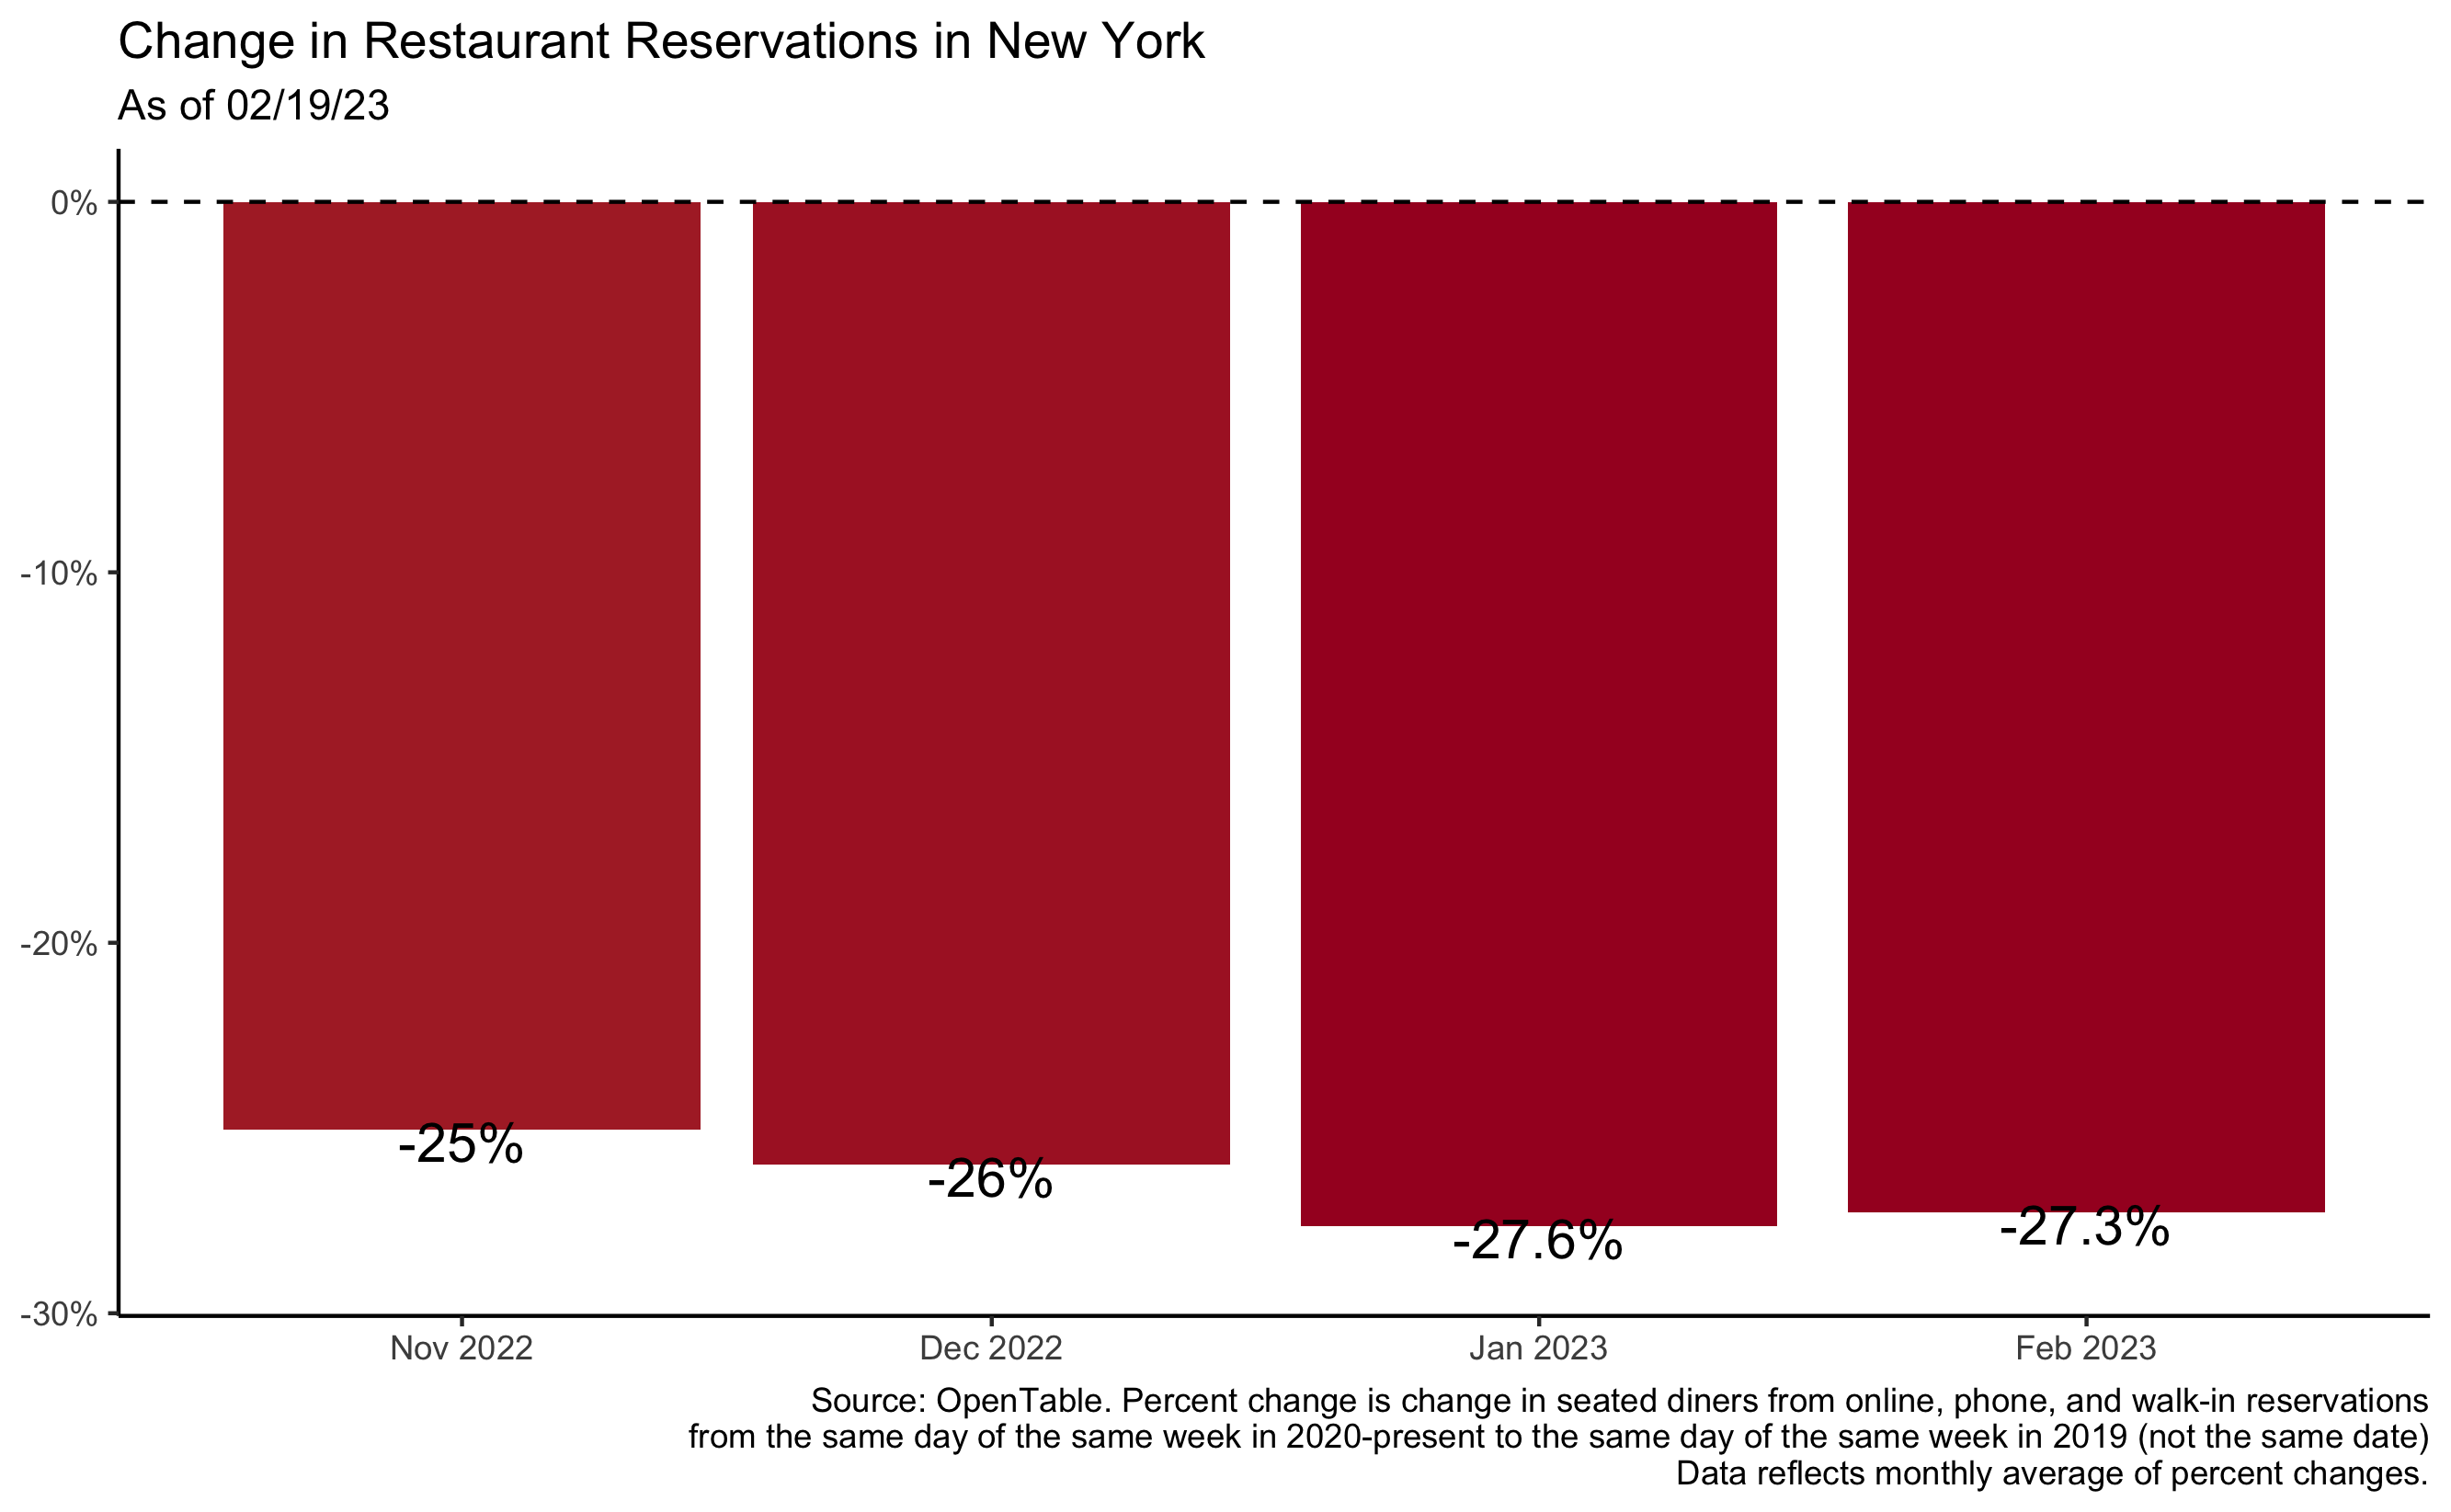 Change in Restaurant Reservations in New York
As of 02/19/23
0%
-10%
-20%
-30%
-25%
-26%
-27.6%
-27.3%
Nov 2022
Dec 2022
Jan 2023
Feb 2023
Source: OpenTable. Percent change is change in seated diners from online, phone, and walk-in reservations
from the same day of the same week in 2020-present to the same day of the same week in 2019 (not the same date)
Data reflects monthly average of percent changes.